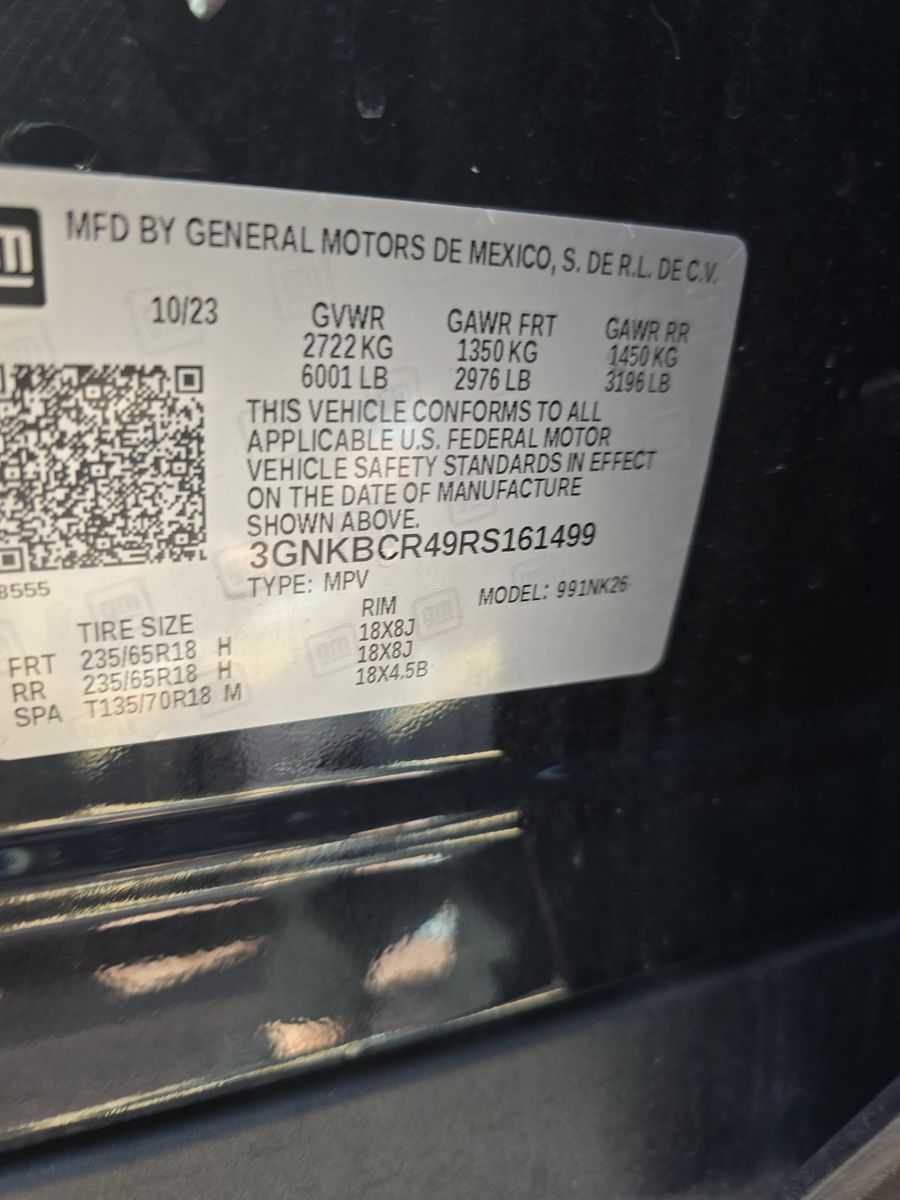 gm
MFD BY GENERAL MOTORS DE MEXICO, S. DE R.L. DE C.V.
10/23 GVWR GAWR FRT GAWR RR
2722 KG 1350 KG 1450 KG
6001 LB 2976 LB 3196 LB
THIS VEHICLE CONFORMS TO ALL
APPLICABLE U.S. FEDERAL MOTOR
VEHICLE SAFETY STANDARDS IN EFFECT
ON THE DATE OF MANUFACTURE
SHOWN ABOVE.
3GNKBCR49RS161499
8555 TYPE: MPV MODEL: 991NK26
TIRE SIZE RIM
FRT 235/65R18 H 18X8J
RR 235/65R18 H 18X8J
SPA T135/70R18 M 18X4.5B